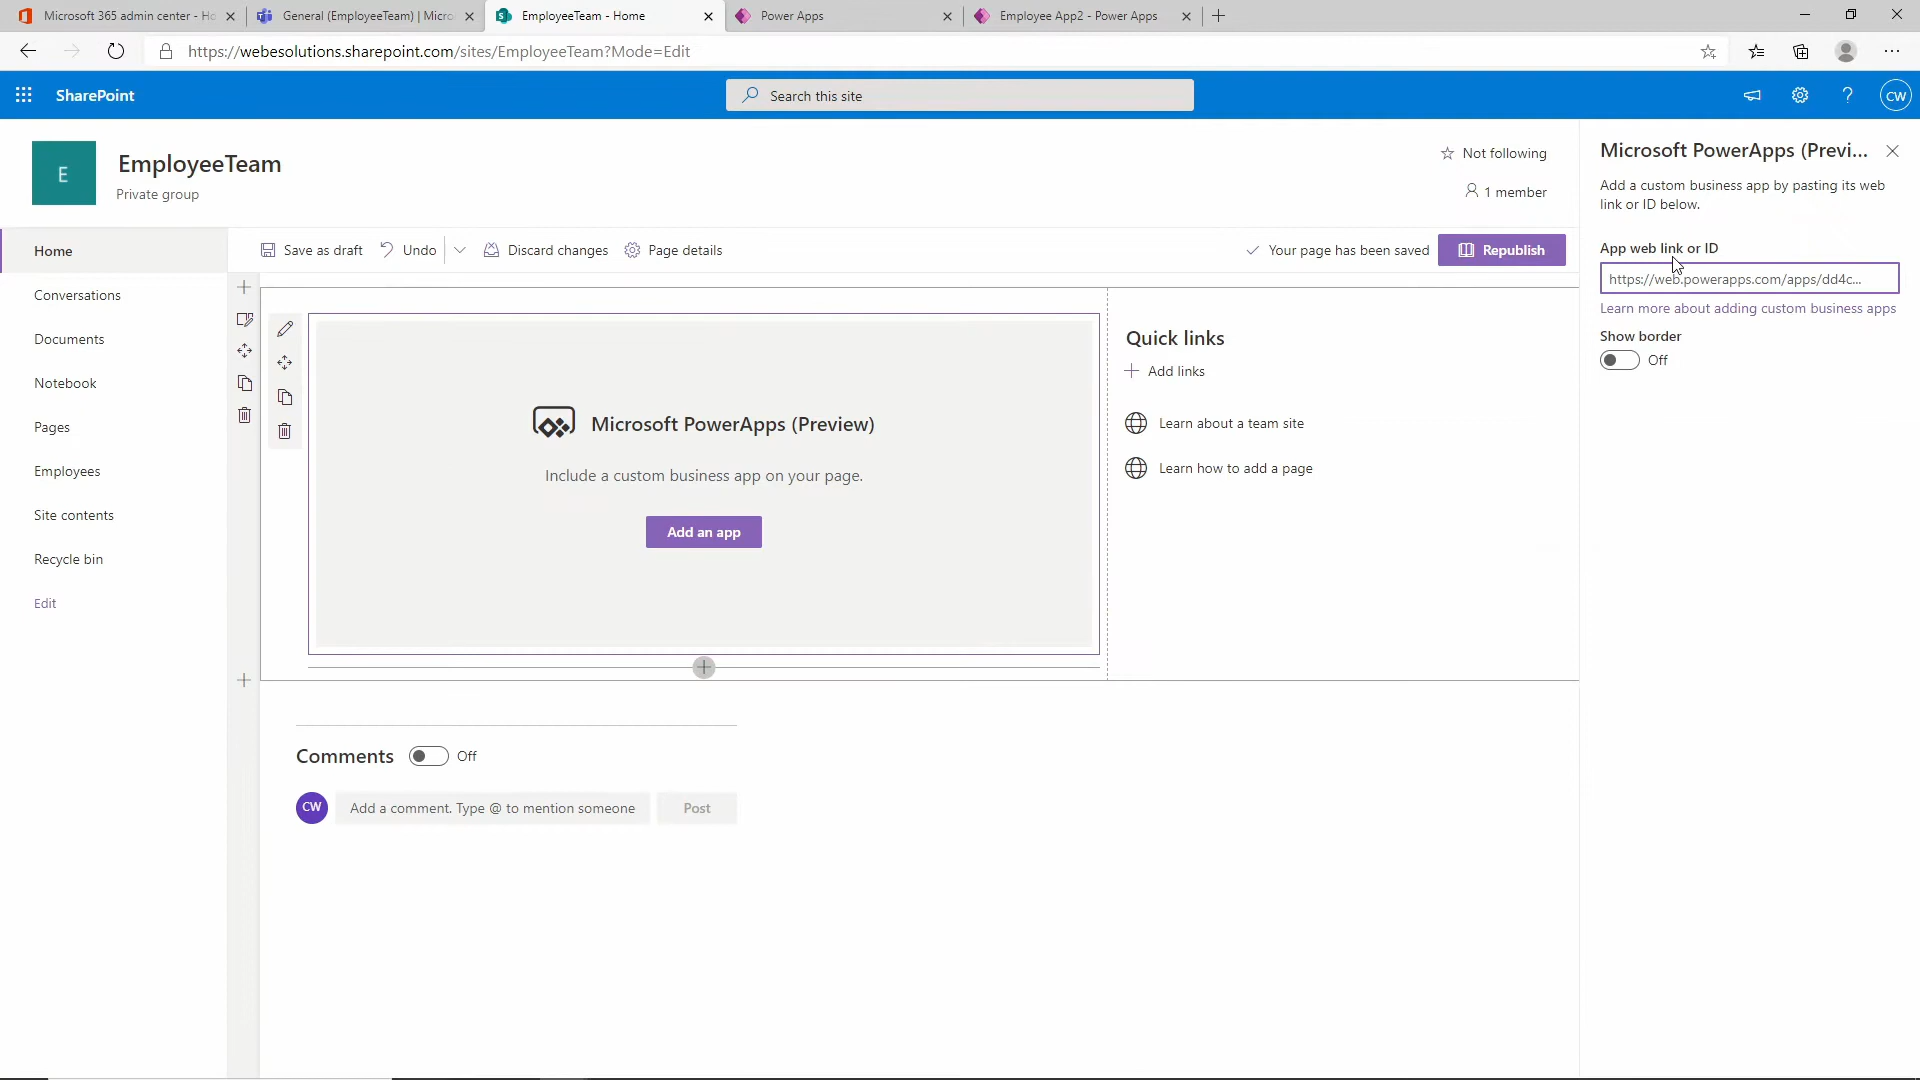 Microsoft 365 admin center - Ho
General (EmployeeTeam) | Micro
EmployeeTeam - Home
Power Apps
Employee App2 - Power Apps
https://webesolutions.sharepoint.com/sites/EmployeeTeam?Mode=Edit
SharePoint
Search this site
?
CW
E
EmployeeTeam
Private group
Not following
1 member
Home
Conversations
Documents
Notebook
Pages
Employees
Site contents
Recycle bin
Edit
Save as draft
Undo
Discard changes
Page details
Your page has been saved
Republish
Microsoft PowerApps (Preview)
Include a custom business app on your page.
Add an app
Quick links
Add links
Learn about a team site
Learn how to add a page
Comments
Off
CW
Add a comment. Type @ to mention someone
Post
Microsoft PowerApps (Previ...
Add a custom business app by pasting its web
link or ID below.
App web link or ID
https://web.powerapps.com/apps/dd4c...
Learn more about adding custom business apps
Show border
Off